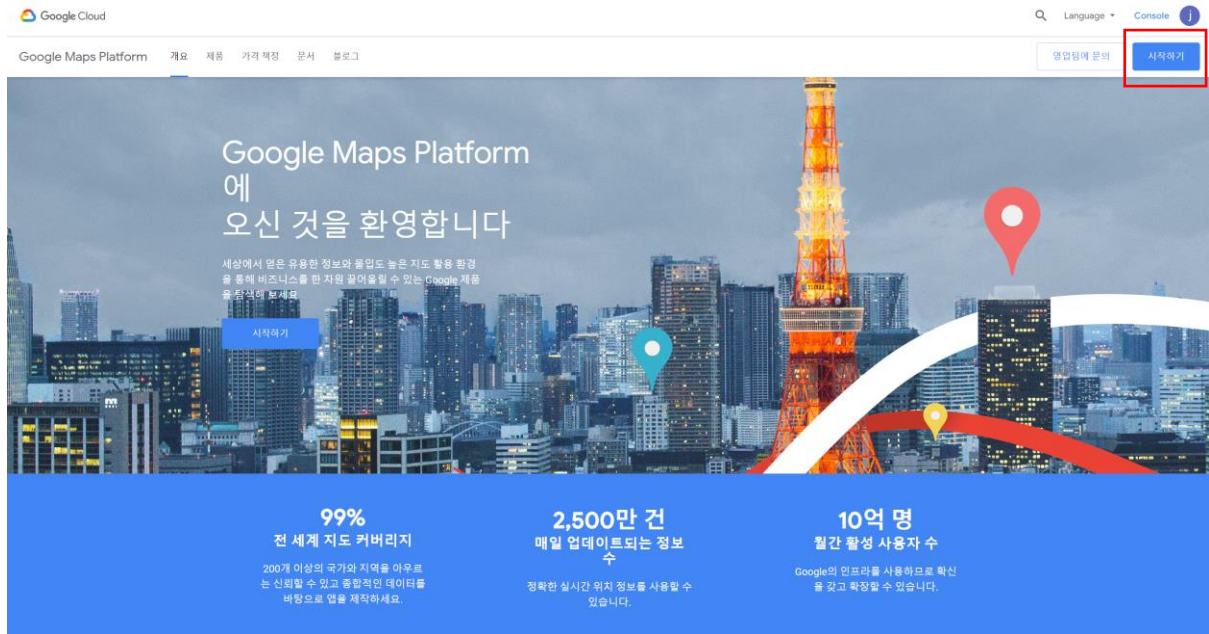 Google Cloud
Language
Console
j
Google Maps Platform
개요
제품
가격 책정
문서
블로그
영업팀에 문의
시작하기
Google Maps Platform
에
오신 것을 환영합니다
세상에서 얻은 유용한 정보와 몰입도 높은 지도 활용 환경
을 통해 비즈니스를 한 차원 끌어올릴 수 있는 Google 제품
을 탐색해 보세요
시작하기
99%
전 세계 지도 커버리지
200개 이상의 국가와 지역을 아우르
는 신뢰할 수 있고 종합적인 데이터를
바탕으로 앱을 제작하세요.
2,500만 건
매일 업데이트되는 정보
수
정확한 실시간 위치 정보를 사용할 수
있습니다.
10억 명
월간 활성 사용자 수
Google의 인프라를 사용하므로 확신
을 갖고 확장할 수 있습니다.